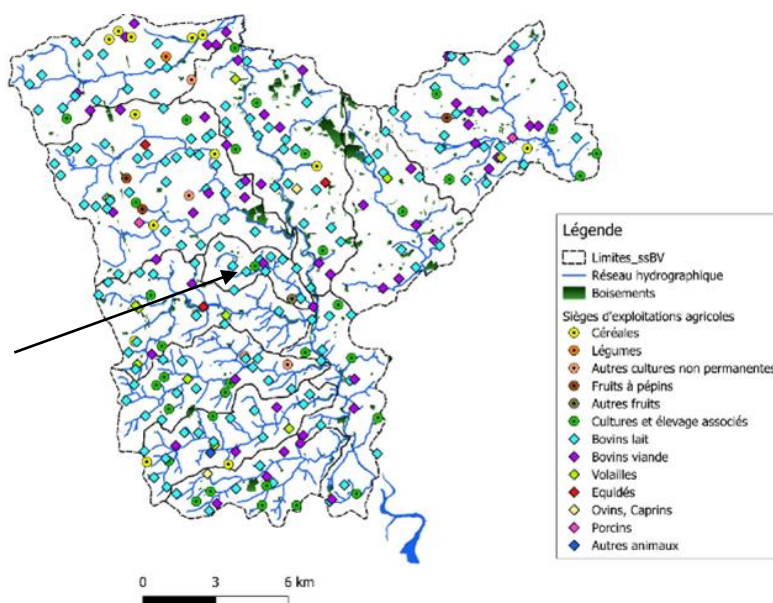 Légende
Limites_ssBV
Réseau hydrographique
Boisements
Sièges d'exploitations agricoles
Céréales
Légumes
Autres cultures non permanentes
Fruits à pépins
Autres fruits
Cultures et élevage associés
Bovins lait
Bovins viande
Volailles
Equidés
Ovins, Caprins
Porcins
Autres animaux
0 3 6 km